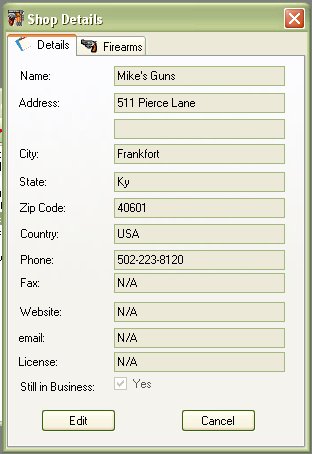 Shop Details
Details Firearms
Name: Mike's Guns
Address: 511 Pierce Lane
City: Frankfort
State: Ky
Zip Code: 40601
Country: USA
Phone: 502-223-8120
Fax: N/A
Website: N/A
email: N/A
License: N/A
Still in Business: Yes
Edit Cancel